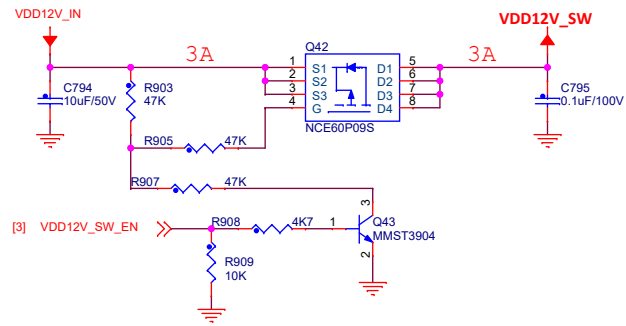 VDD12V_IN
VDD12V_SW
3A
Q42
3A
1 S1 D1 5
2 S2 D2 6
3 S3 D3 7
4 G D4 8
NCE60P09S
C794
10uF/50V
R903
47K
C795
0.1uF/100V
R905 47K
R907 47K
3
[3] VDD12V_SW_EN
R908 4K7 1
Q43
MMST3904
2
R909
10K